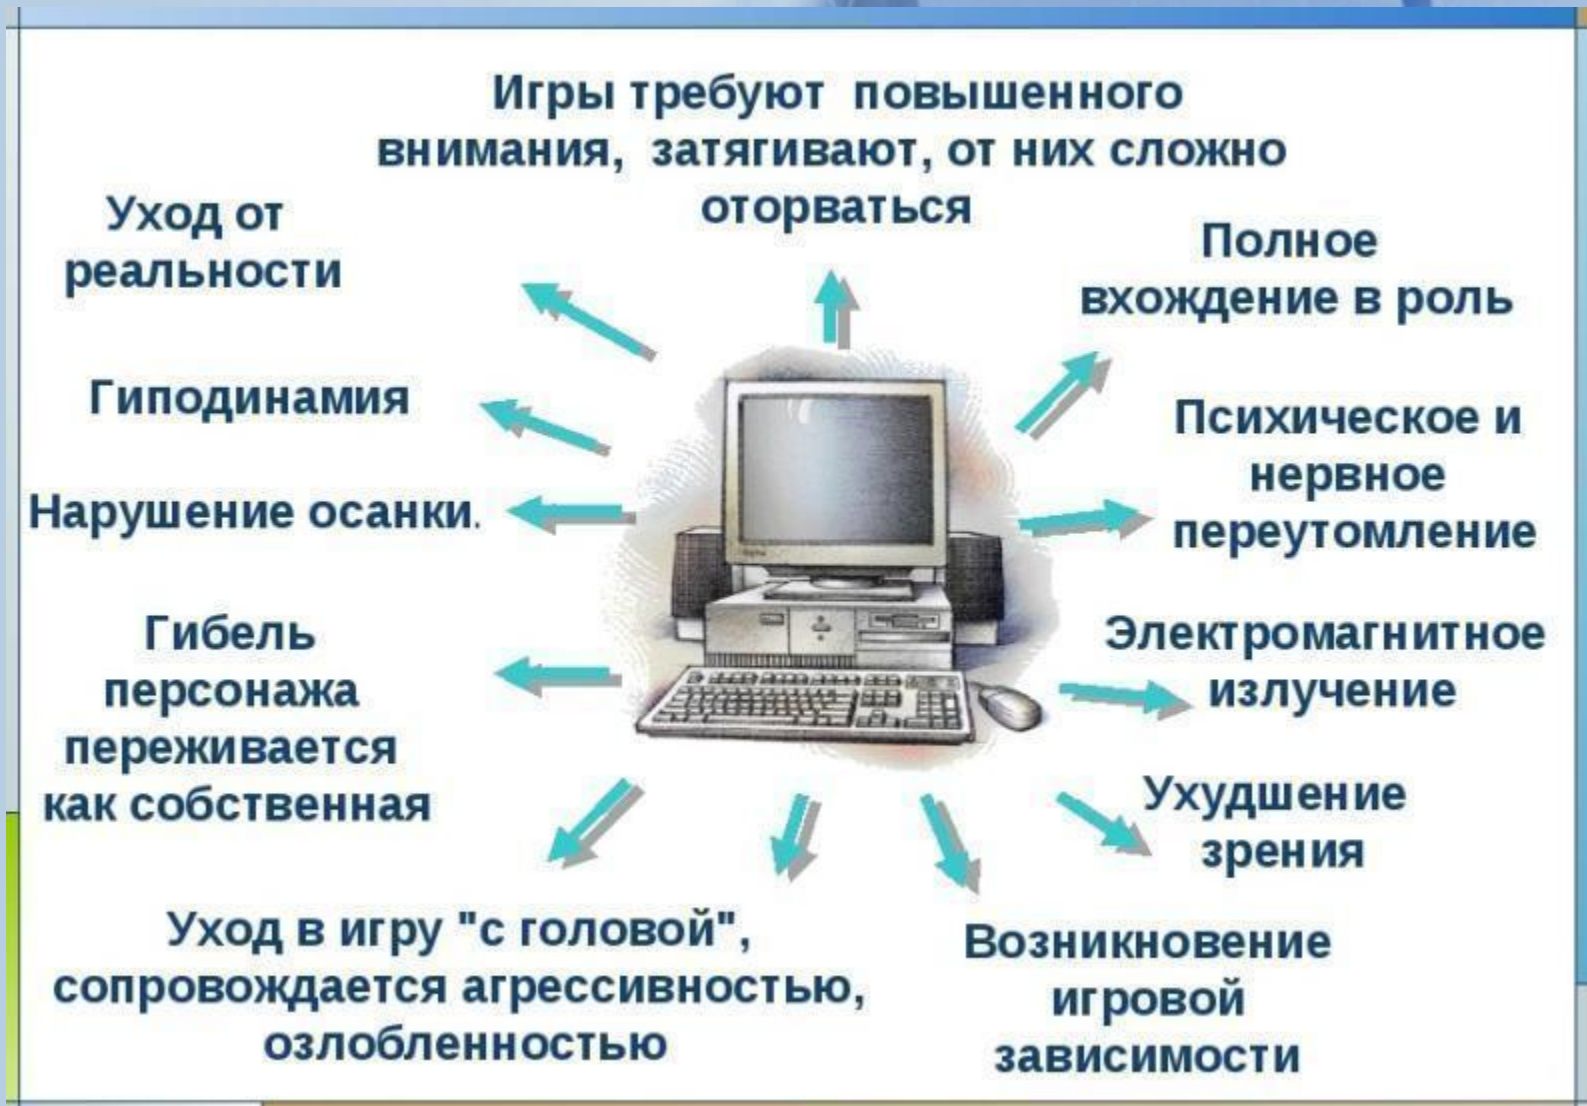 Игры требуют повышенного
внимания, затягивают, от них сложно
оторваться
Уход от
реальности
Полное
вхождение в роль
Гиподинамия
Психическое и
нервное
переутомление
Нарушение осанки.
Гибель
персонажа
переживается
как собственная
Электромагнитное
излучение
Ухудшение
зрения
Уход в игру "с головой",
сопровождается агрессивностью,
озлобленностью
Возникновение
игровой
зависимости